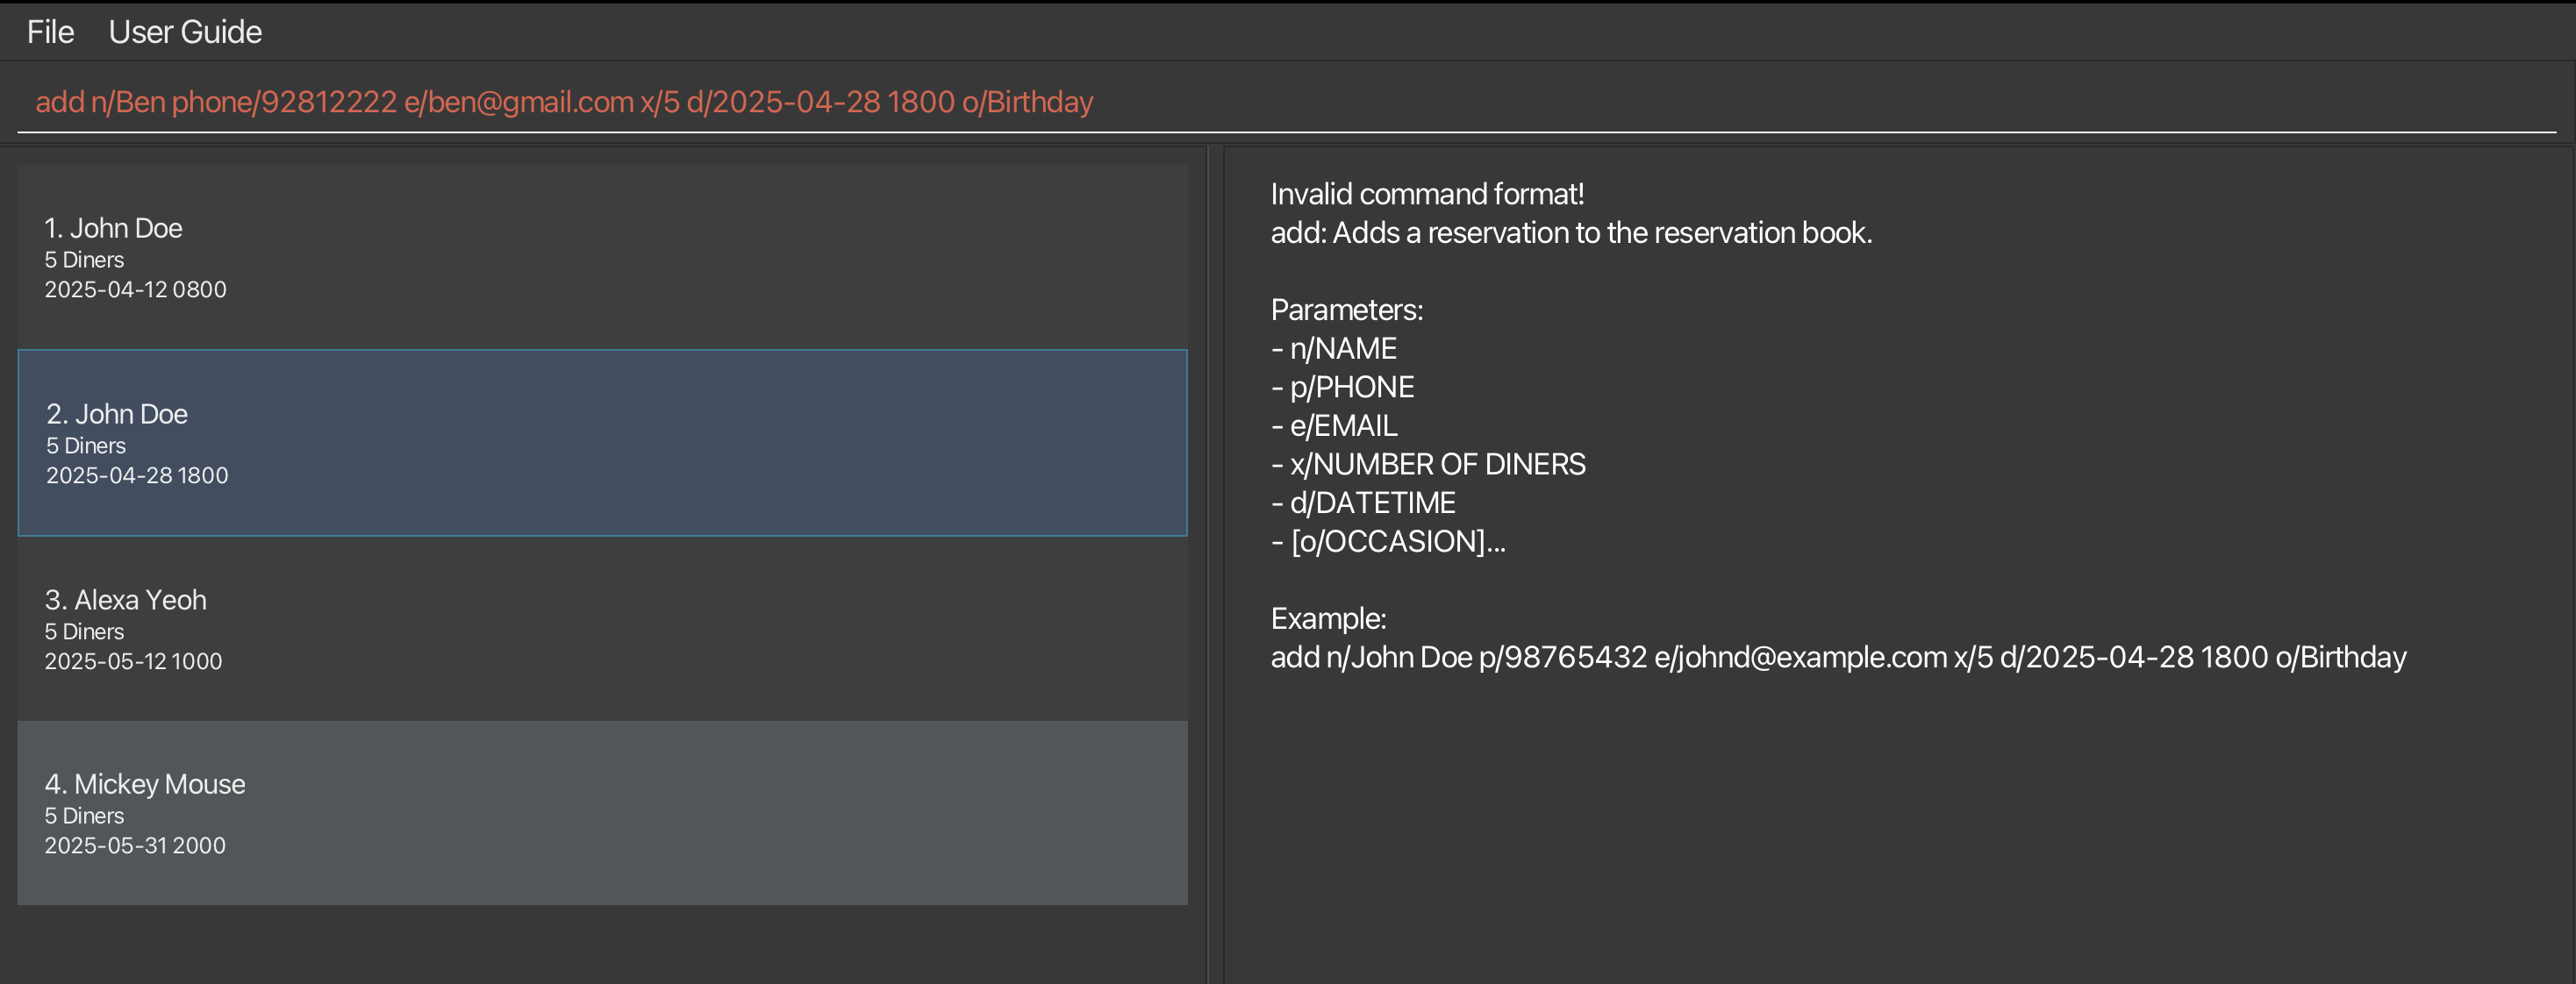 File User Guide
add n/Ben phone/92812222 e/ben@gmail.com x/5 d/2025-04-28 1800 o/Birthday
1. John Doe
5 Diners
2025-04-12 0800
2. John Doe
5 Diners
2025-04-28 1800
3. Alexa Yeoh
5 Diners
2025-05-12 1000
4. Mickey Mouse
5 Diners
2025-05-31 2000
Invalid command format!
add: Adds a reservation to the reservation book.
Parameters:
- n/NAME
- p/PHONE
- e/EMAIL
- x/NUMBER OF DINERS
- d/DATETIME
- [o/OCCASION]...
Example:
add n/John Doe p/98765432 e/johnd@example.com x/5 d/2025-04-28 1800 o/Birthday